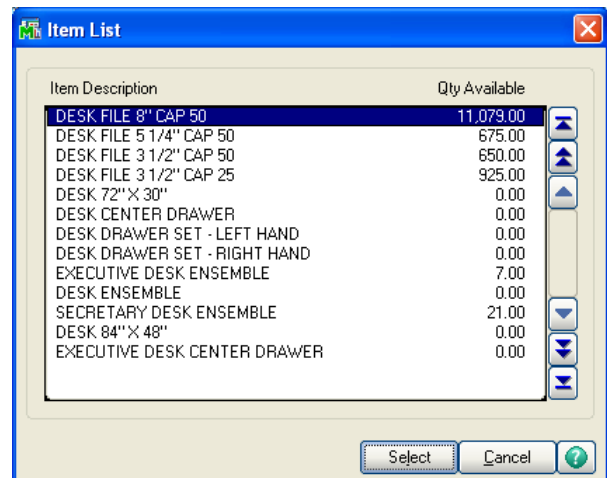 Item List
Item Description Qty Available
DESK FILE 8" CAP 50 11,079.00
DESK FILE 5 1/4" CAP 50 675.00
DESK FILE 3 1/2" CAP 50 650.00
DESK FILE 3 1/2" CAP 25 925.00
DESK 72" X 30" 0.00
DESK CENTER DRAWER 0.00
DESK DRAWER SET - LEFT HAND 0.00
DESK DRAWER SET - RIGHT HAND 0.00
EXECUTIVE DESK ENSEMBLE 7.00
DESK ENSEMBLE 0.00
SECRETARY DESK ENSEMBLE 21.00
DESK 84" X 48" 0.00
EXECUTIVE DESK CENTER DRAWER 0.00
Select Cancel ?